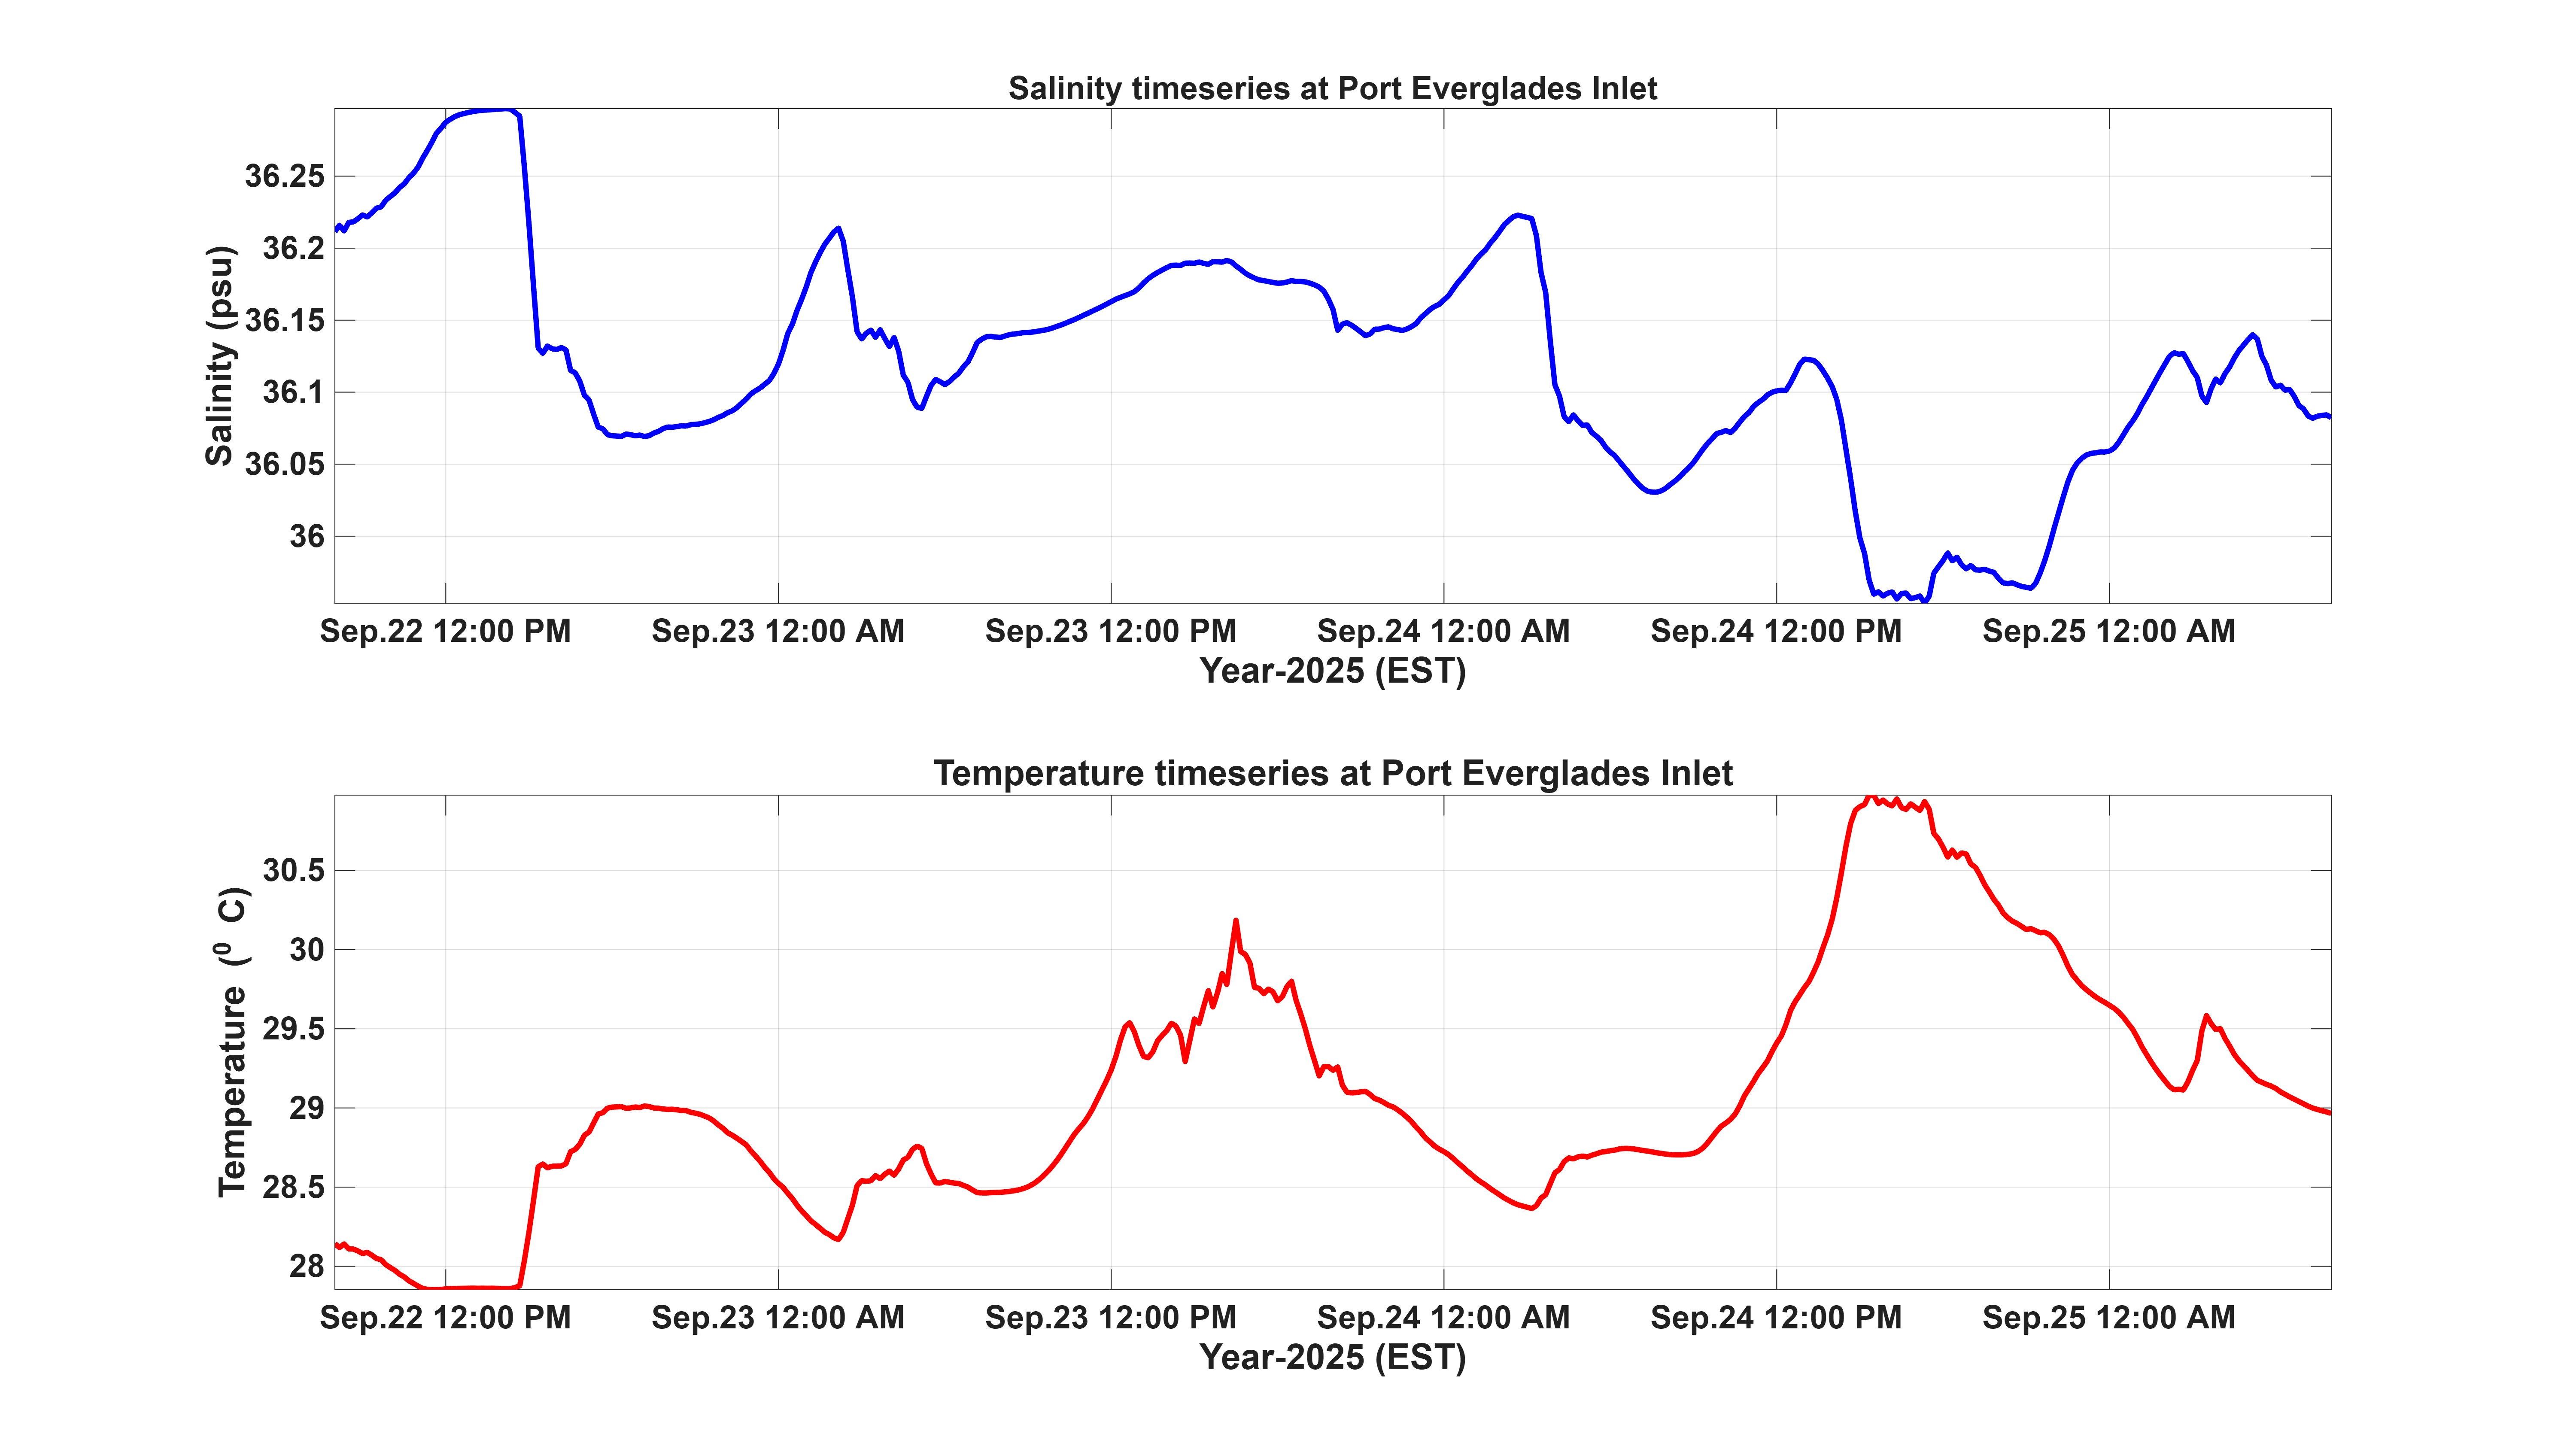 Salinity timeseries at Port Everglades Inlet
Salinity (psu)
36.25
36.2
36.15
36.1
36.05
36
Sep.22 12:00 PM Sep.23 12:00 AM Sep.23 12:00 PM Sep.24 12:00 AM Sep.24 12:00 PM Sep.25 12:00 AM
Year-2025 (EST)
Temperature timeseries at Port Everglades Inlet
Temperature (⁰ C)
30.5
30
29.5
29
28.5
28
Sep.22 12:00 PM Sep.23 12:00 AM Sep.23 12:00 PM Sep.24 12:00 AM Sep.24 12:00 PM Sep.25 12:00 AM
Year-2025 (EST)